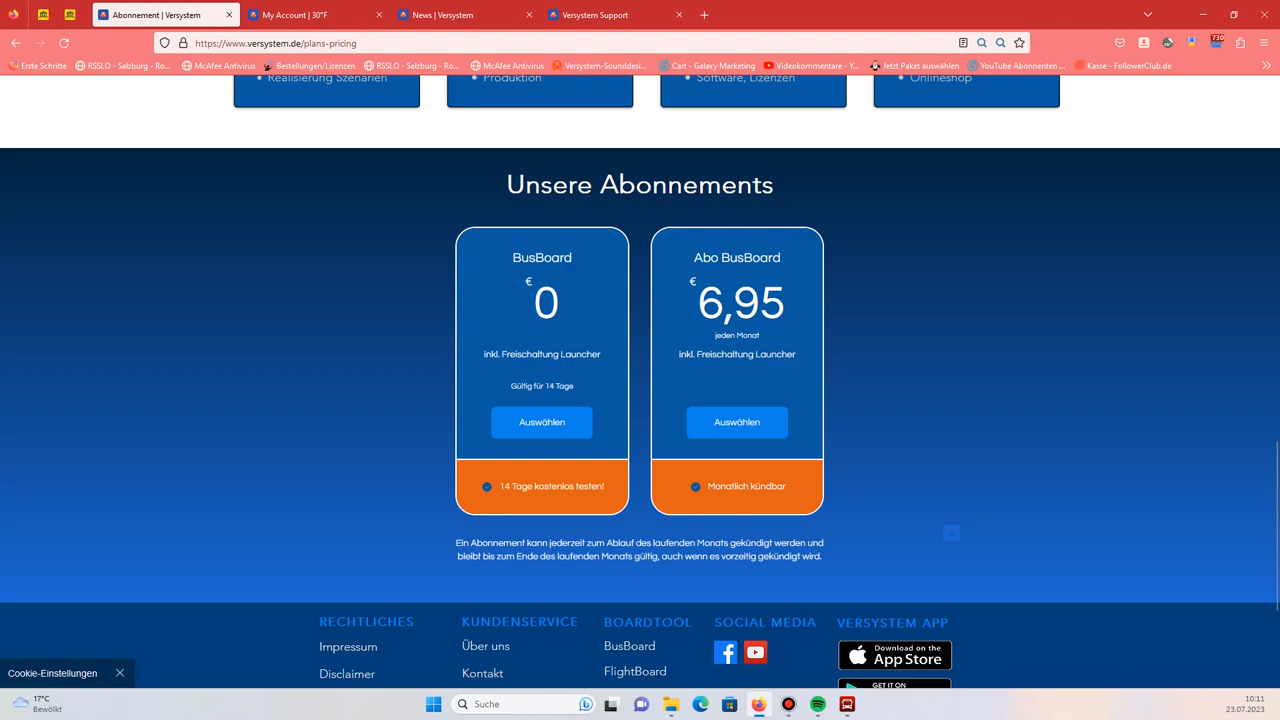 Abonnement | Versystem
My Account | 30°F
News | Versystem
Versystem Support
https://www.versystem.de/plans-pricing
730
Erste Schritte
RSSLO - Salzburg - Ro...
McAfee Antivirus
Bestellungen/Lizenzen
RSSLO - Salzburg - Ro...
McAfee Antivirus
Versystem-Sounddesi...
Cart - Galaxy Marketing
Videokommentare - Y...
Jetzt Paket auswählen
YouTube Abonnenten ...
Kasse - FollowerClub.de
• Realisierung Szenarien
• Produktion
• Software, Lizenzen
• Onlineshop
Unsere Abonnements
BusBoard
€
0
inkl. Freischaltung Launcher
Gültig für 14 Tage
Auswählen
14 Tage kostenlos testen!
Abo BusBoard
€
6,95
jeden Monat
inkl. Freischaltung Launcher
Auswählen
Monatlich kündbar
Ein Abonnement kann jederzeit zum Ablauf des laufenden Monats gekündigt werden und
bleibt bis zum Ende des laufenden Monats gültig, auch wenn es vorzeitig gekündigt wird.
RECHTLICHES
Impressum
Disclaimer
KUNDENSERVICE
Über uns
Kontakt
BOARDTOOL
BusBoard
FlightBoard
SOCIAL MEDIA
VERSYSTEM APP
Download on the
App Store
GET IT ON
Cookie-Einstellungen
17°C
Bewölkt
Suche
10:11
23.07.2023